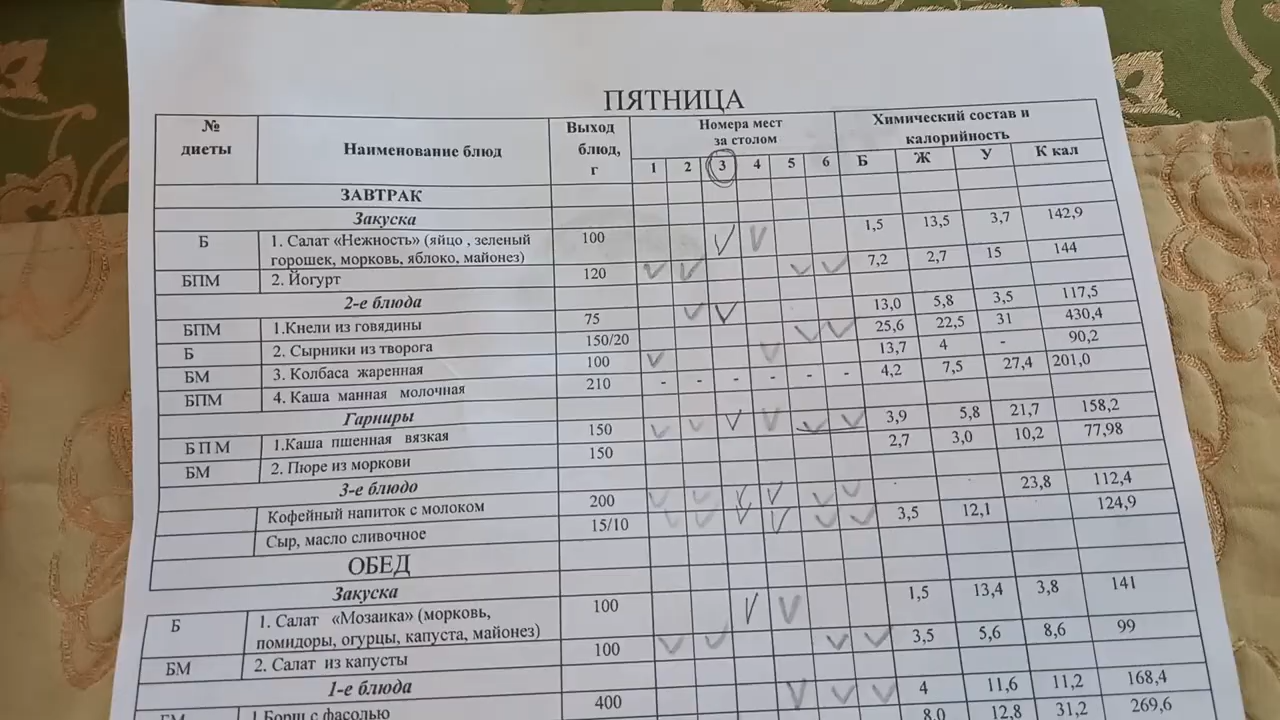 ПЯТНИЦА
№ диеты Наименование блюд Выход блюд, г Номера мест за столом Химический состав и калорийность
1 2 3 4 5 6 Б Ж У К кал
ЗАВТРАК
Закуска
Б 1. Салат «Нежность» (яйцо , зеленый горошек, морковь, яблоко, майонез) 100 1,5 13,5 3,7 142,9
БПМ 2. Йогурт 120 7,2 2,7 15 144
2-е блюда
БПМ 1.Кнели из говядины 75 13,0 5,8 3,5 117,5
Б 2. Сырники из творога 150/20 25,6 22,5 31 430,4
БМ 3. Колбаса жаренная 100 13,7 4 - 90,2
БПМ 4. Каша манная молочная 210 - - - - - - 4,2 7,5 27,4 201,0
Гарниры
БПМ 1.Каша пшенная вязкая 150 3,9 5,8 21,7 158,2
БМ 2. Пюре из моркови 150 2,7 3,0 10,2 77,98
3-е блюдо
Кофейный напиток с молоком 200 23,8 112,4
Сыр, масло сливочное 15/10 3,5 12,1 124,9
ОБЕД
Закуска
Б 1. Салат «Мозаика» (морковь, помидоры, огурцы, капуста, майонез) 100 1,5 13,4 3,8 141
БМ 2. Салат из капусты 100 3,5 5,6 8,6 99
1-е блюда
БМ 1.Борщ с фасолью 400 4 11,6 11,2 168,4
8,0 12,8 31,2 269,6